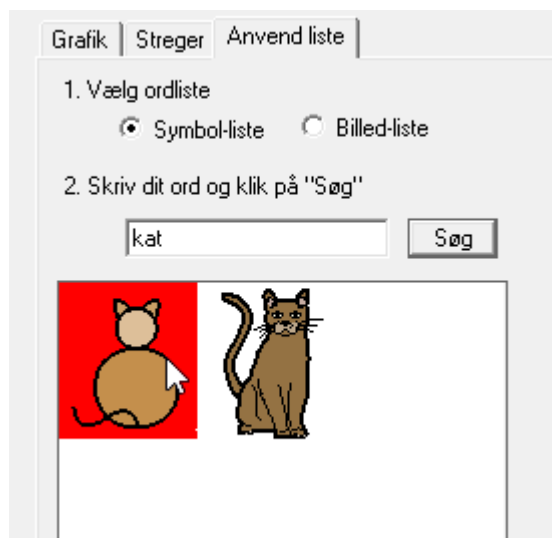 Grafik Streger Anvend liste
1. Vælg ordliste
Symbol-liste Billed-liste
2. Skriv dit ord og klik på "Søg"
kat Søg